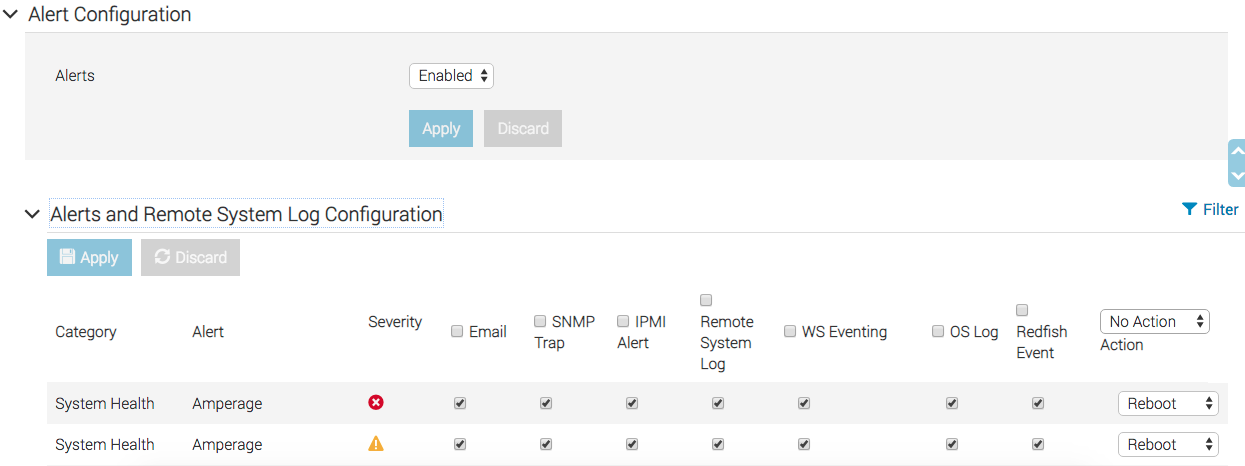 Alert Configuration
Alerts
Enabled
Apply Discard
Alerts and Remote System Log Configuration
Filter
Apply Discard
Category Alert Severity Email SNMP Trap IPMI Alert Remote System Log WS Eventing OS Log Redfish Event No Action Action
System Health Amperage Reboot
System Health Amperage Reboot